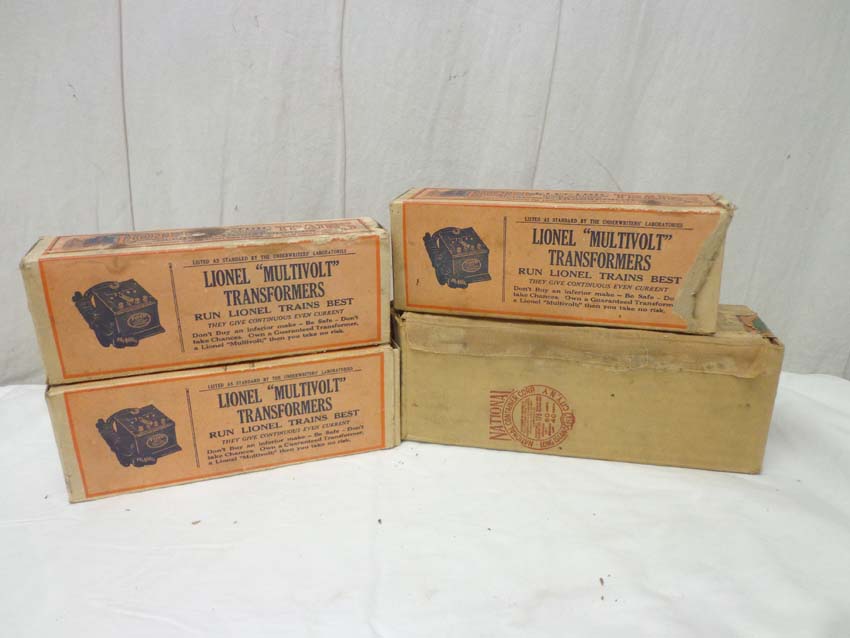 LISTED AS STANDARD BY THE UNDERWRITERS' LABORATORIES
LIONEL "MULTIVOLT"
TRANSFORMERS
RUN LIONEL TRAINS BEST
THEY GIVE CONTINUOUS EVEN CURRENT
Don't Buy an inferior make – Be Safe – Don't
take Chances. Own a Guaranteed Transformer,
a Lionel "Multivolt" then you take no risk.
LISTED AS STANDARD BY THE UNDERWRITERS' LABORATORIES
LIONEL "MULTIVOLT"
TRANSFORMERS
RUN LIONEL TRAINS BEST
THEY GIVE CONTINUOUS EVEN CURRENT
Don't Buy an inferior make – Be Safe – Don't
take Chances. Own a Guaranteed Transformer,
a Lionel "Multivolt" then you take no risk.
LISTED AS STANDARD BY THE UNDERWRITERS' LABORATORIES
LIONEL "MULTIVOLT"
TRANSFORMERS
RUN LIONEL TRAINS BEST
THEY GIVE CONTINUOUS EVEN CURRENT
Don't Buy an inferior make – Be Safe – Do
take Chances. Own a Guaranteed Transform
a Lionel "Multivolt" then you take no risk.
NATIONAL
CONTAINER CORP.